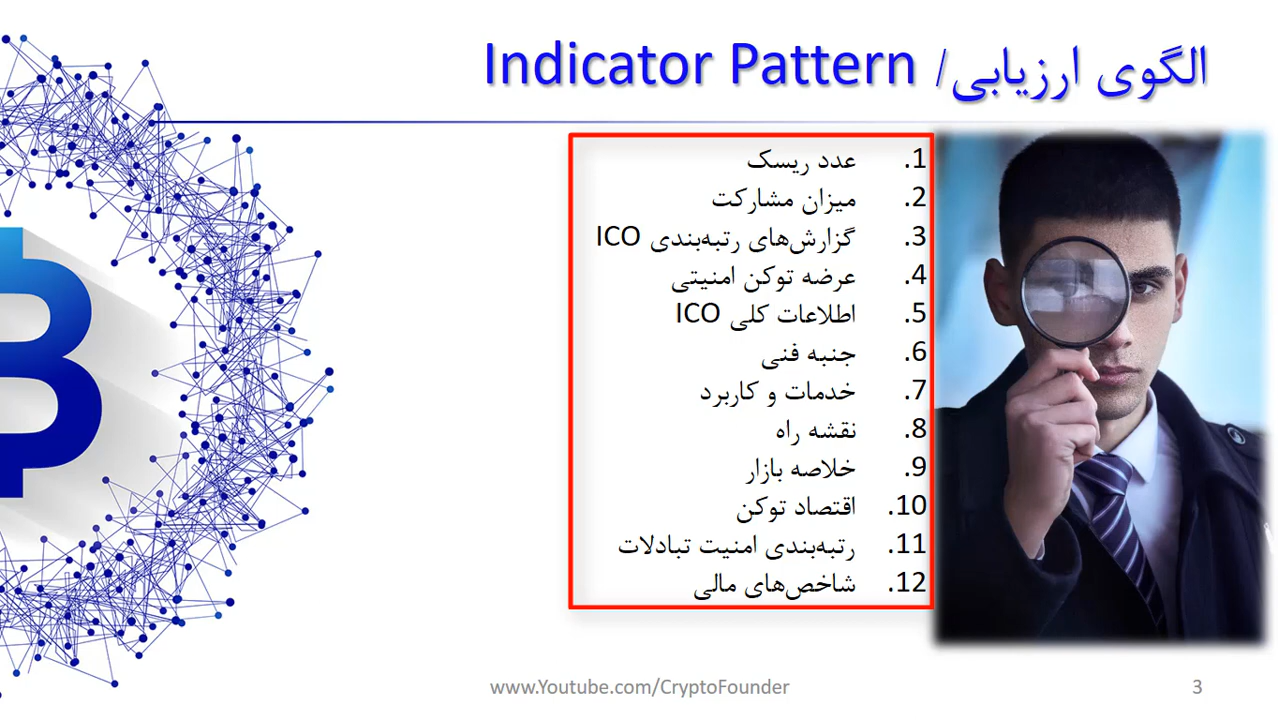 الگوی ارزیابی/ Indicator Pattern
1. عدد ریسک
2. میزان مشارکت
3. گزارش‌های رتبه‌بندی ICO
4. عرضه توکن امنیتی
5. اطلاعات کلی ICO
6. جنبه فنی
7. خدمات و کاربرد
8. نقشه راه
9. خلاصه بازار
10. اقتصاد توکن
11. رتبه‌بندی امنیت تبادلات
12. شاخص‌های مالی
www.Youtube.com/CryptoFounder
3